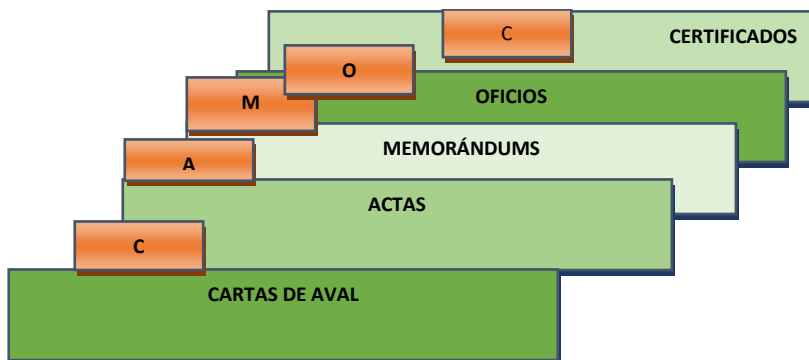 C
CERTIFICADOS
O
OFICIOS
M
MEMORÁNDUMS
A
ACTAS
C
CARTAS DE AVAL